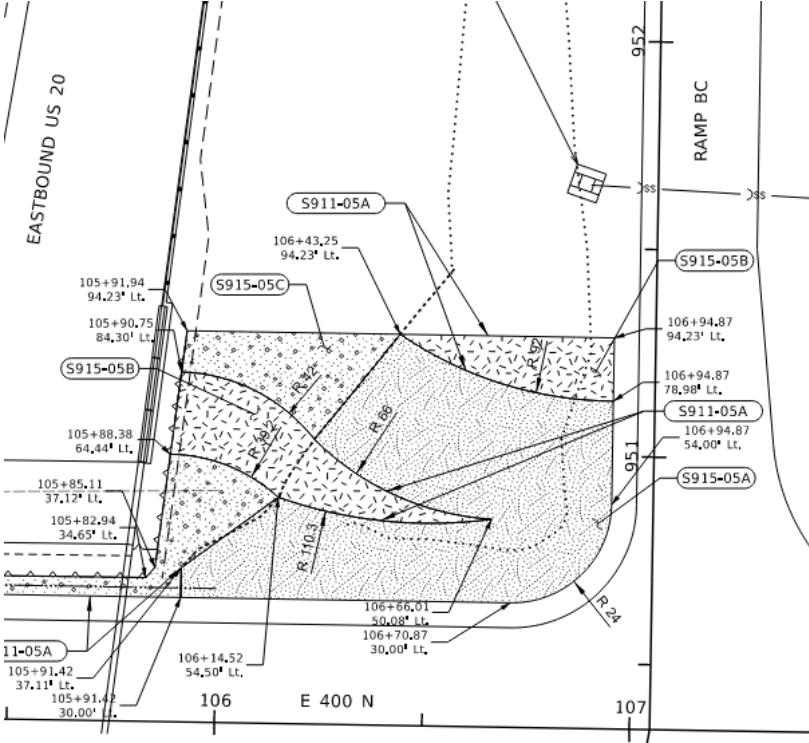 952
EASTBOUND US 20
RAMP BC
SS
SS
S911-05A
106+43.25
94.23' Lt.
S915-05B
S915-05C
105+91.94
94.23' Lt.
105+90.75
84.30' Lt.
106+94.87
94.23' Lt.
R 92
S915-05B
R 42
106+94.87
78.98' Lt.
R 66
S911-05A
105+88.38
64.44' Lt.
106+94.87
54.00' Lt.
951
S915-05A
105+85.11
37.12' Lt.
105+82.94
34.65' Lt.
R 110.3
106+66.01
50.08' Lt.
R 24
106+70.87
30.00' Lt.
11-05A
106+14.52
54.50' Lt.
105+91.42
37.11' Lt.
105+91.42
30.00' Lt.
106
E 400 N
107